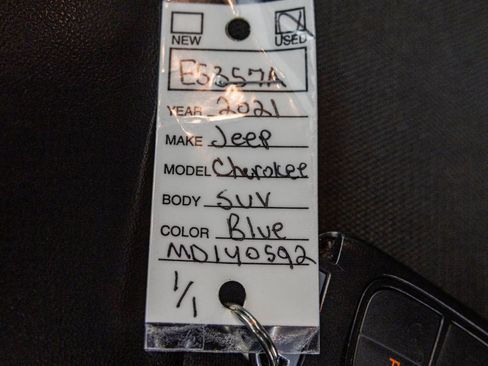 NEW USED
E5357A
YEAR 2021
MAKE Jeep
MODEL Cherokee
BODY SUV
COLOR Blue
MD140592
1/1